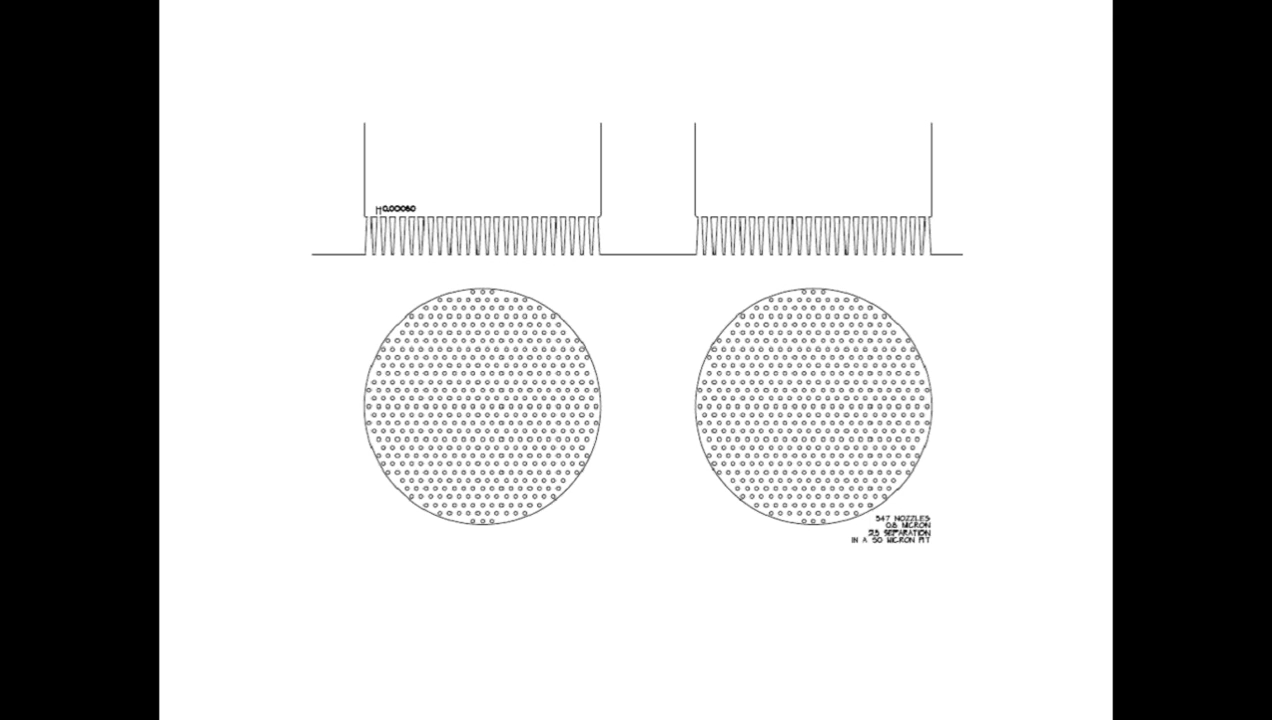 0.00060
547 NOZZLES
0.6 MICRON
2.5 SEPARATION
IN A 50 MICRON PIT